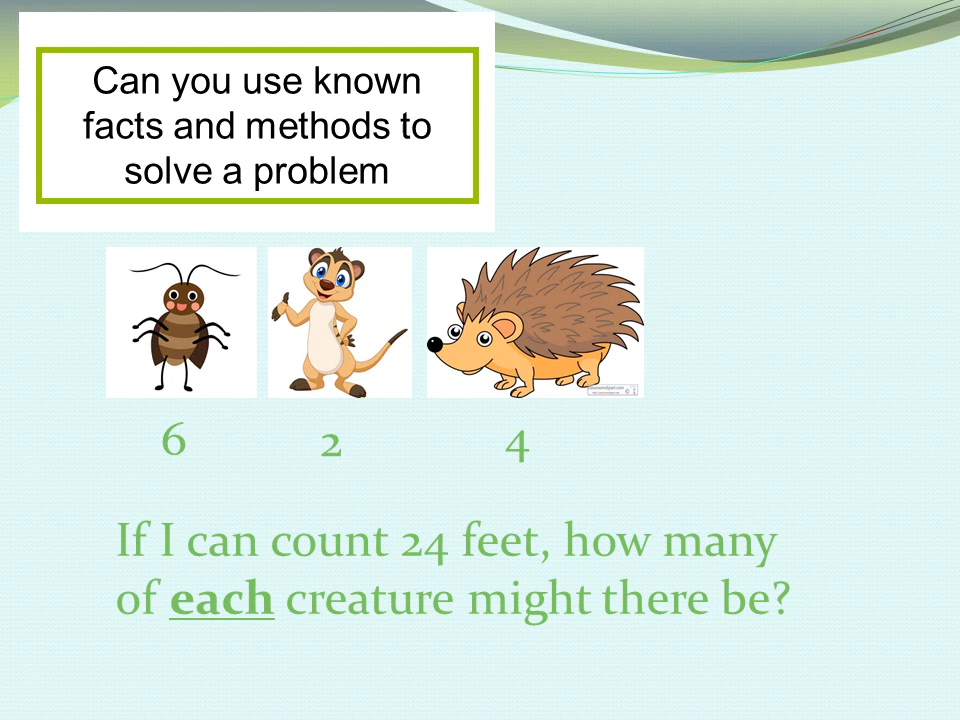 Can you use known
facts and methods to
solve a problem
6 2 4
If I can count 24 feet, how many
of each creature might there be?